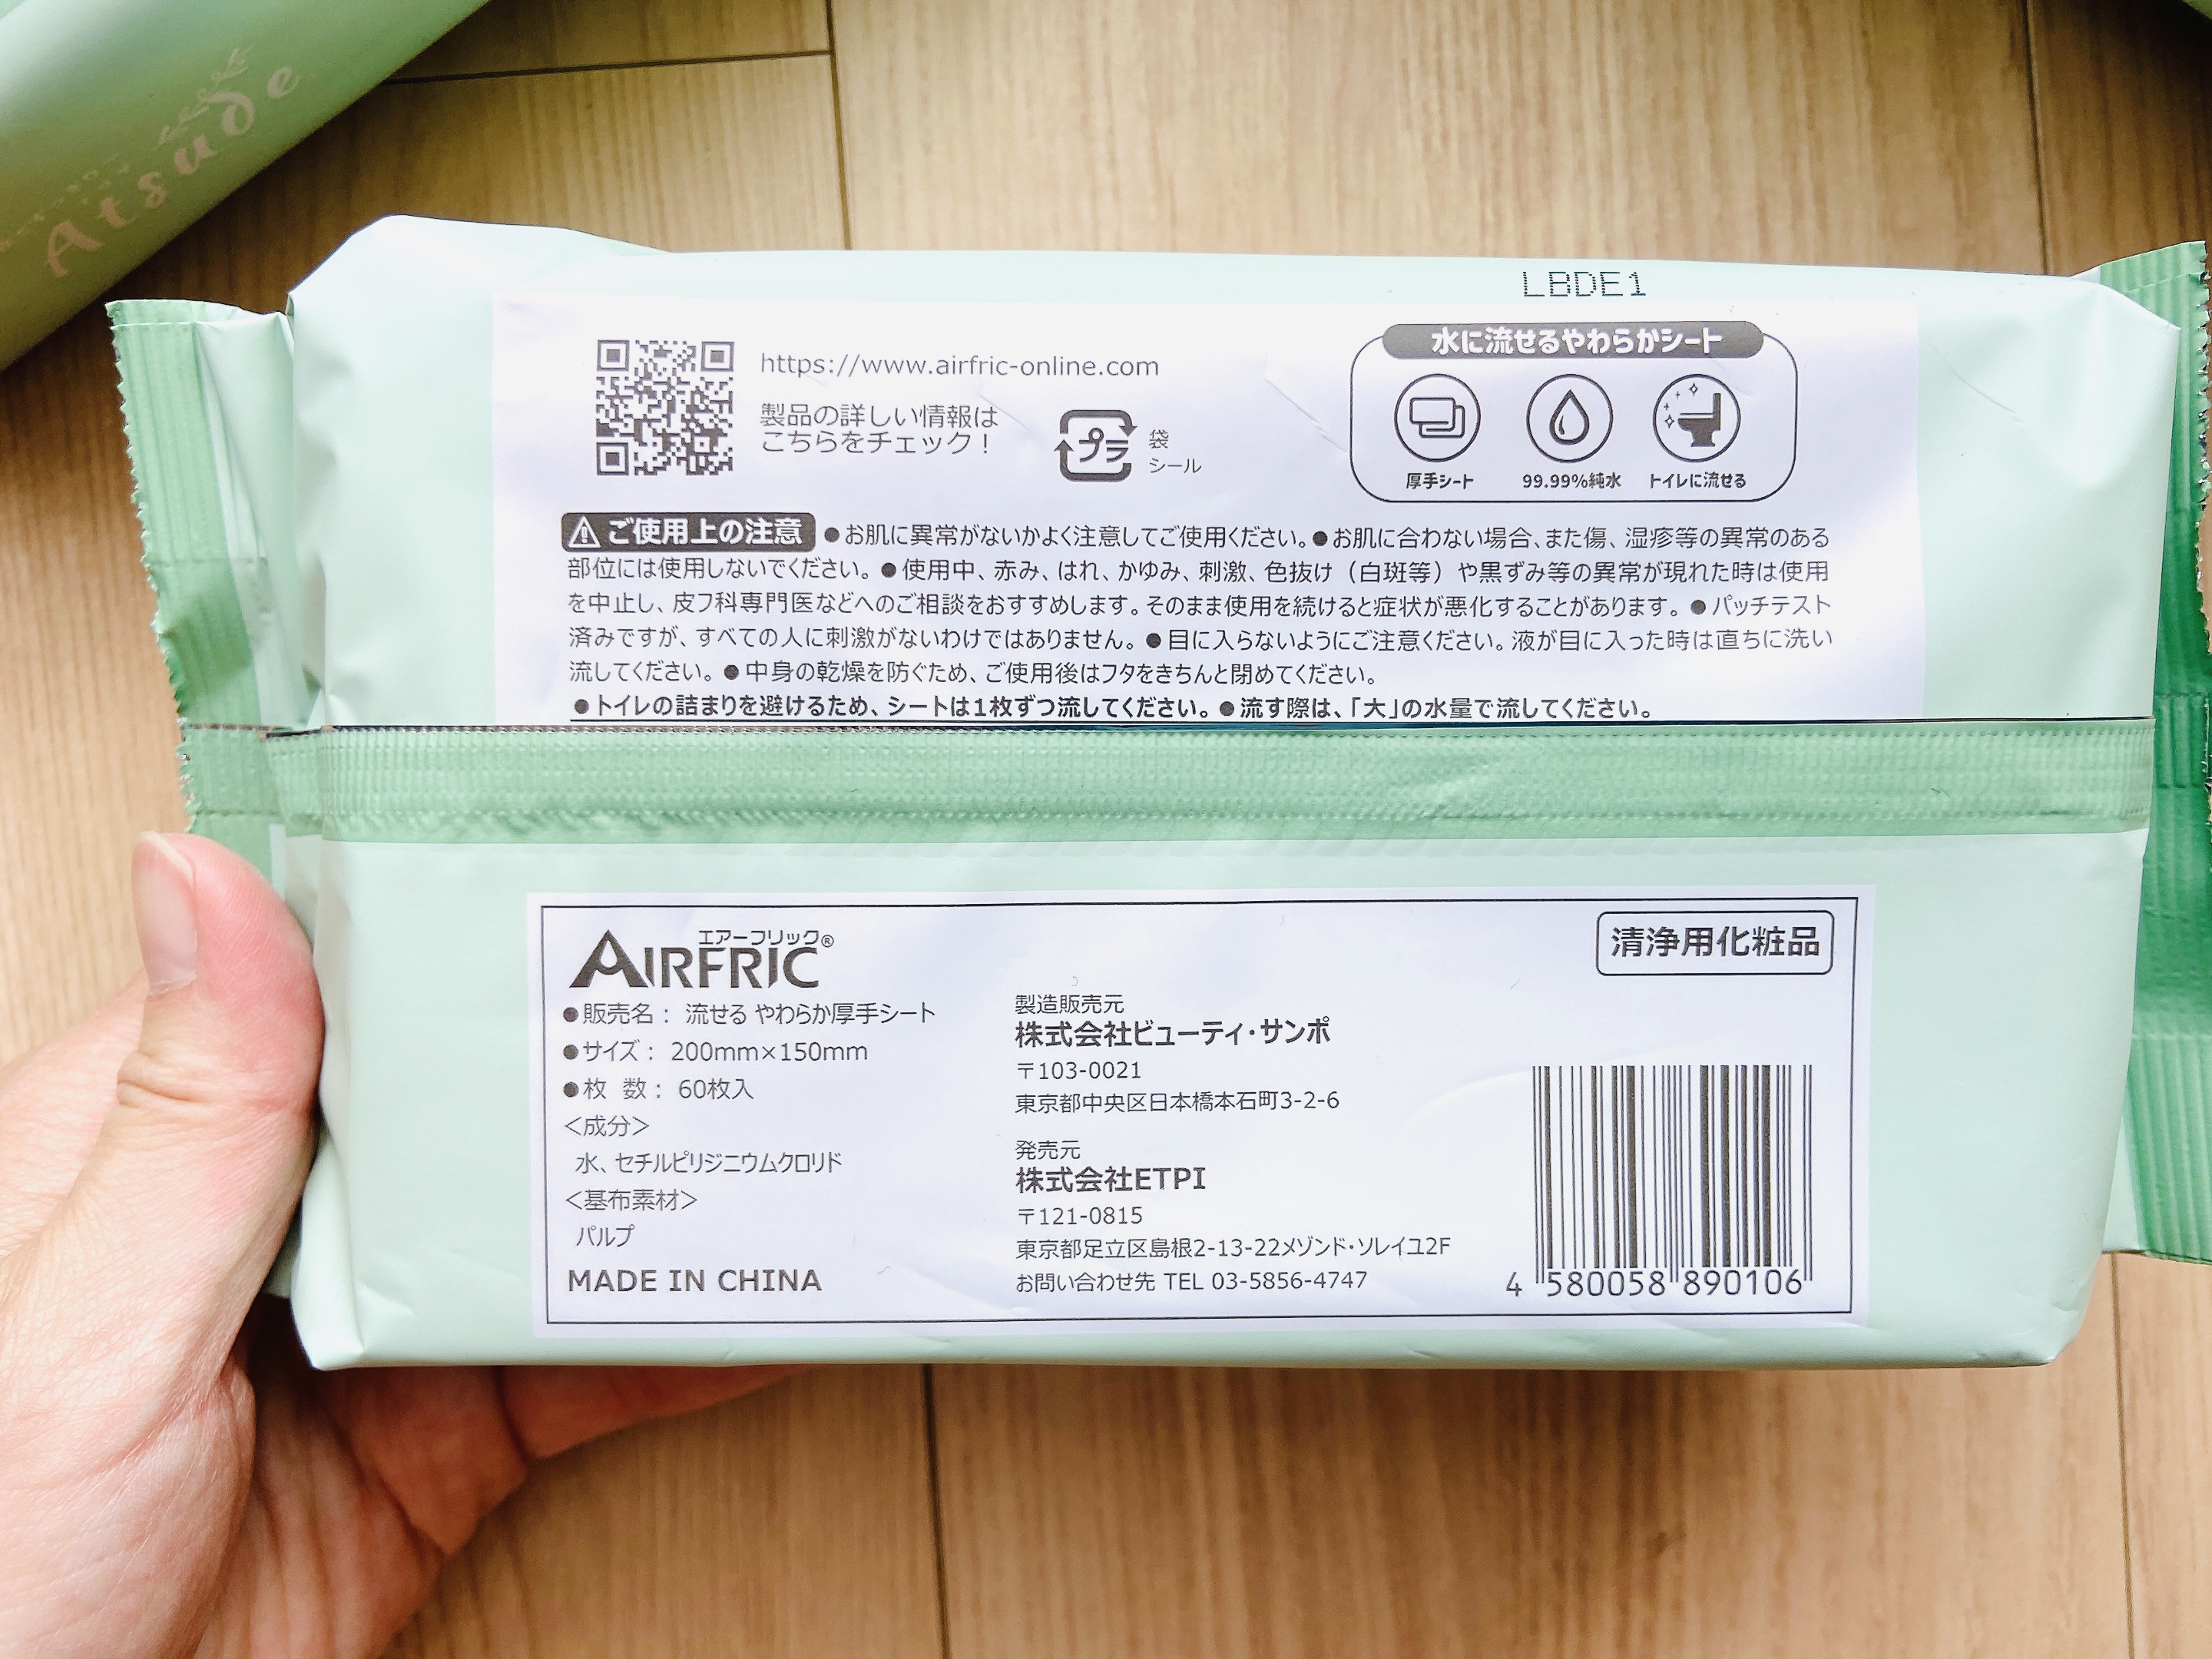 Atsude
LBDE1
https://www.airfric-online.com
製品の詳しい情報は
こちらをチェック！
プラ
袋
シール
水に流せるやわらかシート
厚手シート
99.99%純水
トイレに流せる
ご使用上の注意 ●お肌に異常がないかよく注意してご使用ください。●お肌に合わない場合、また傷、湿疹等の異常のある
部位には使用しないでください。●使用中、赤み、はれ、かゆみ、刺激、色抜け（白斑等）や黒ずみ等の異常が現れた時は使用
を中止し、皮フ科専門医などへのご相談をおすすめします。そのまま使用を続けると症状が悪化することがあります。●パッチテスト
済みですが、すべての人に刺激がないわけではありません。●目に入らないようにご注意ください。液が目に入った時は直ちに洗い
流してください。●中身の乾燥を防ぐため、ご使用後はフタをきちんと閉めてください。
●トイレの詰まりを避けるため、シートは1枚ずつ流してください。●流す際は、「大」の水量で流してください。
エアーフリック®
AIRFRIC
●販売名： 流せる やわらか厚手シート
●サイズ： 200mm×150mm
●枚 数： 60枚入
＜成分＞
水、セチルピリジニウムクロリド
＜基布素材＞
パルプ
MADE IN CHINA
製造販売元
株式会社ビューティ・サンポ
〒103-0021
東京都中央区日本橋本石町3-2-6
発売元
株式会社ETPI
〒121-0815
東京都足立区島根2-13-22メゾンド・ソレイユ2F
お問い合わせ先 TEL 03-5856-4747
清浄用化粧品
4 580058 890106